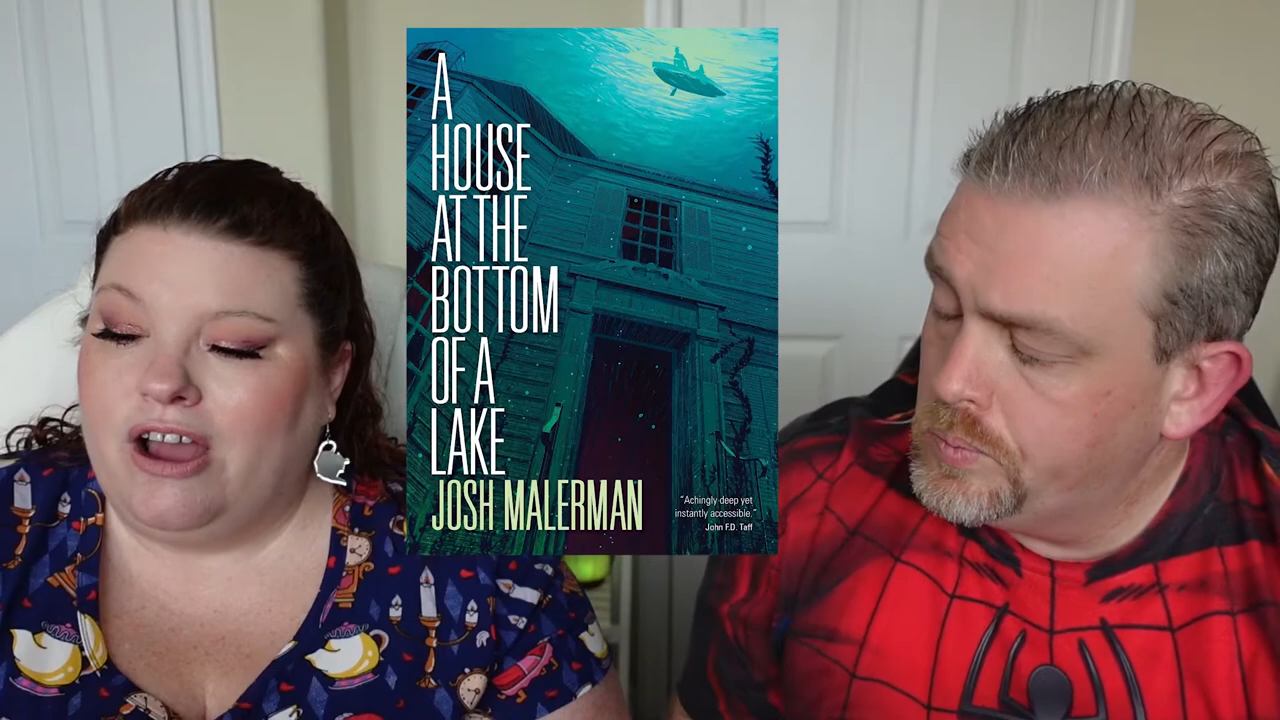 A
HOUSE
AT THE
BOTTOM
OF A
LAKE
JOSH MALERMAN
"Achingly deep yet
instantly accessible."
John F.D. Taff